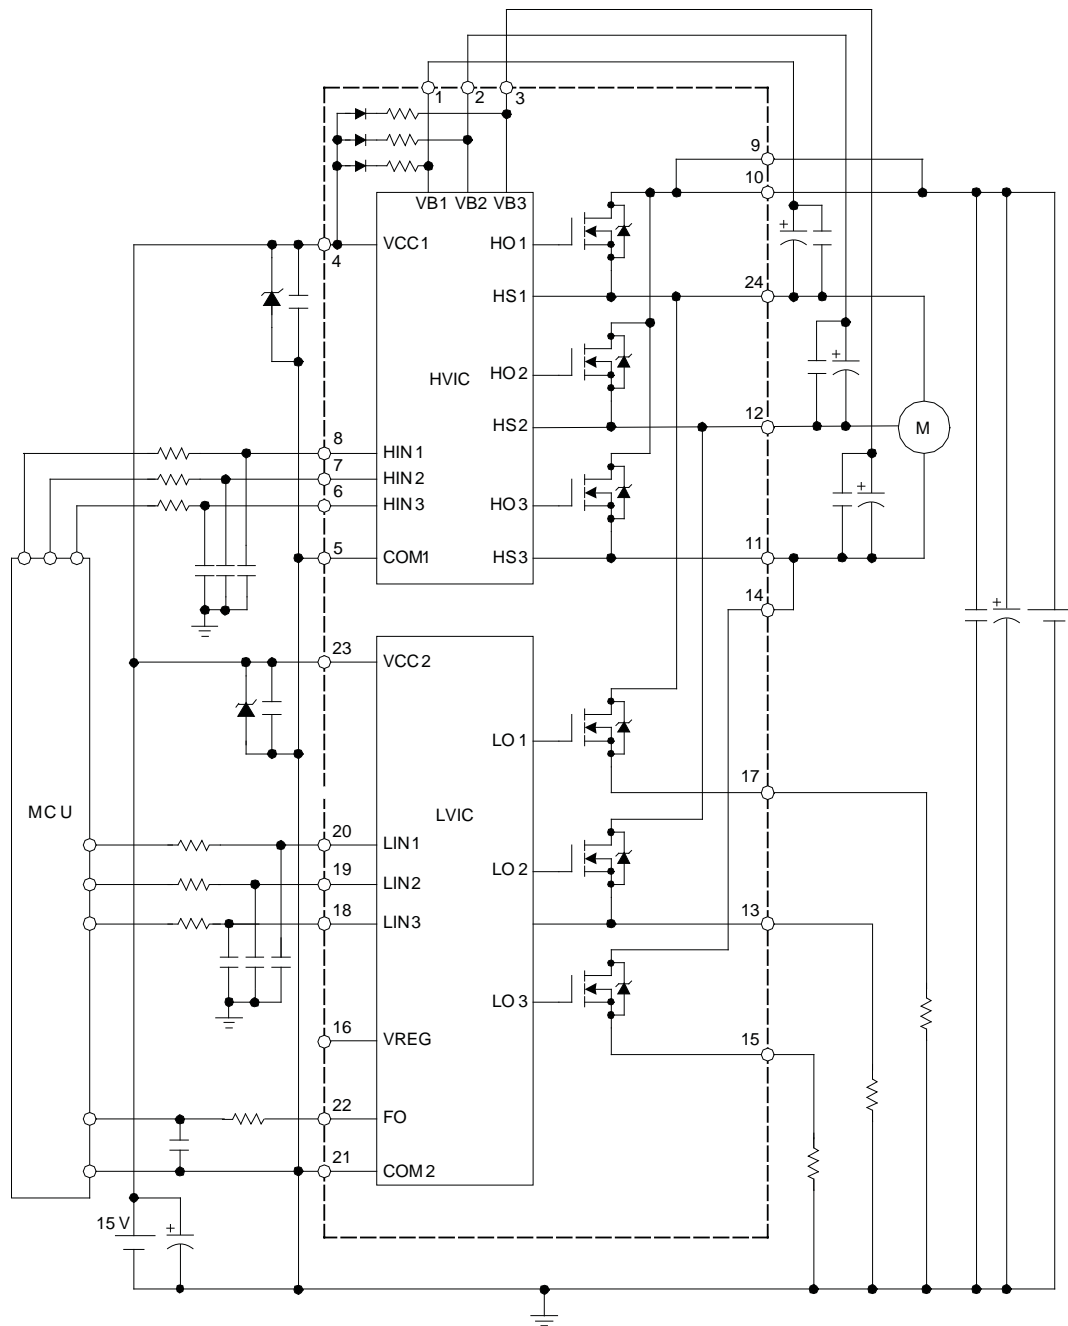 1
2
3
9
10
VB1 VB2 VB3
4
VCC1
HO1
+
24
HS1
+
HO2
HVIC
12
HS2
M
8
HIN1
7
HIN2
6
HIN3
+
HO3
5
COM1
HS3
11
14
+
23
VCC2
LO1
17
MCU
LVIC
20
LIN1
19
LIN2
LO2
18
LIN3
13
LO3
16
VREG
15
22
FO
21
COM2
15 V
+